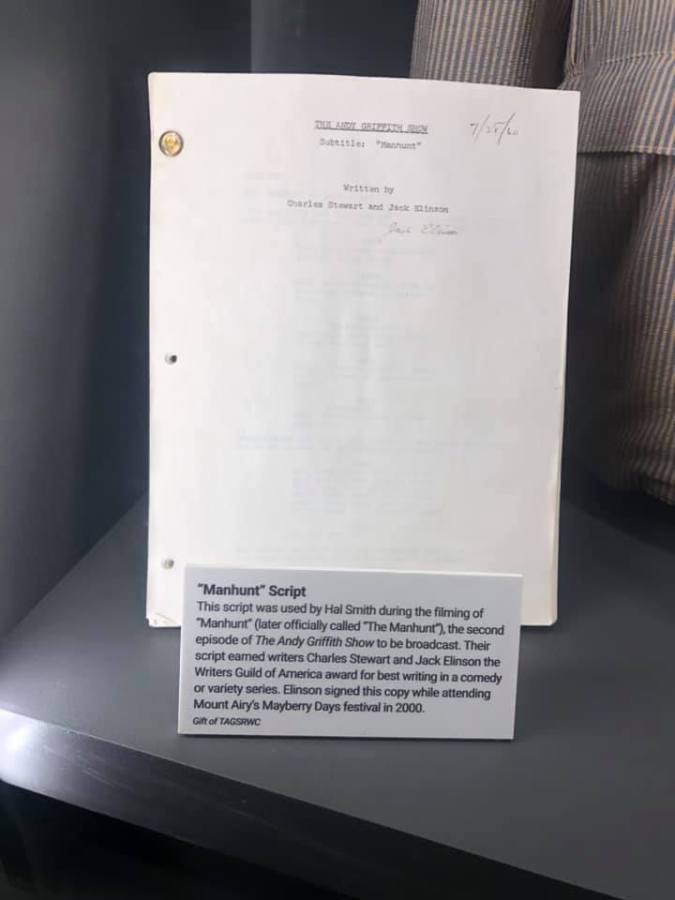 THE ANDY GRIFFITH SHOW
7/25/60
Subtitle: "Manhunt"
Written by
Charles Stewart and Jack Elinson
Jack Elinson
"Manhunt" Script
This script was used by Hal Smith during the filming of
"Manhunt" (later officially called "The Manhunt"), the second
episode of The Andy Griffith Show to be broadcast. Their
script earned writers Charles Stewart and Jack Elinson the
Writers Guild of America award for best writing in a comedy
or variety series. Elinson signed this copy while attending
Mount Airy's Mayberry Days festival in 2000.
Gift of TAGSRWC